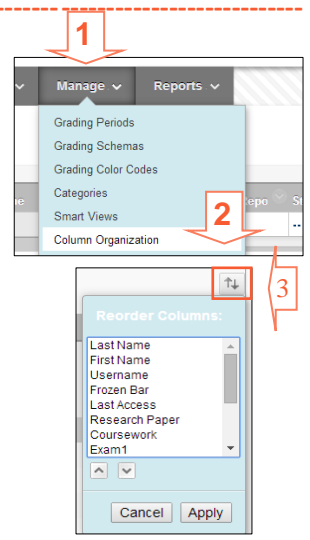 1
Manage Reports
Grading Periods
Grading Schemas
Grading Color Codes
Categories
Smart Views
Column Organization
2
3
Reorder Columns:
Last Name
First Name
Username
Frozen Bar
Last Access
Research Paper
Coursework
Exam1
Cancel Apply